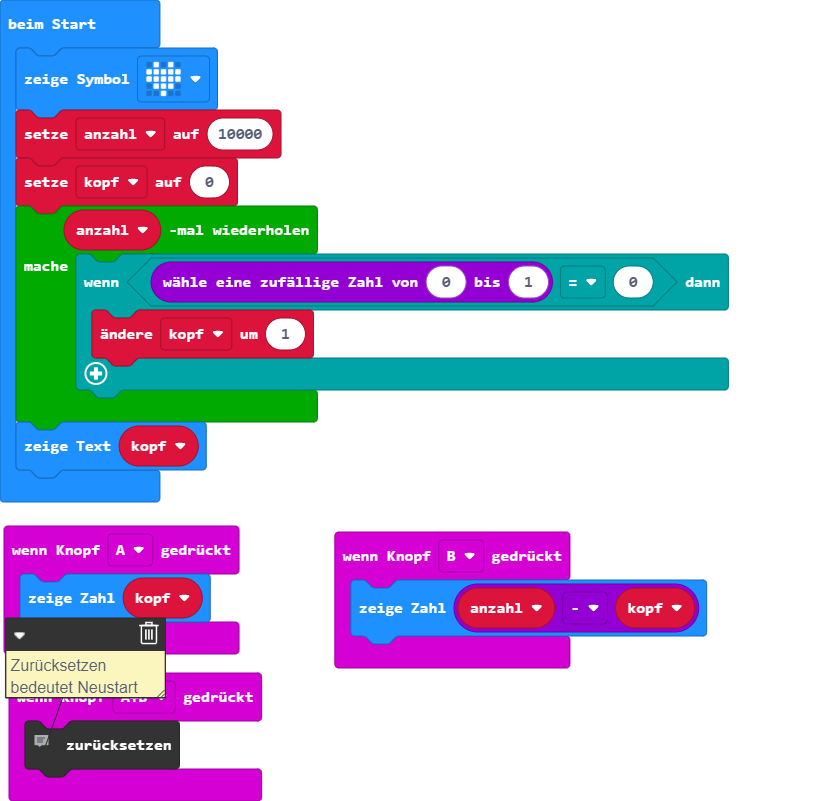 beim Start
zeige Symbol
setze anzahl auf 10000
setze kopf auf 0
anzahl -mal wiederholen
mache
wenn wähle eine zufällige Zahl von 0 bis 1 = 0 dann
ändere kopf um 1
zeige Text kopf
wenn Knopf A gedrückt
zeige Zahl kopf
wenn Knopf B gedrückt
zeige Zahl anzahl - kopf
Zurücksetzen
bedeutet Neustart
wenn Knopf A+B gedrückt
zurücksetzen